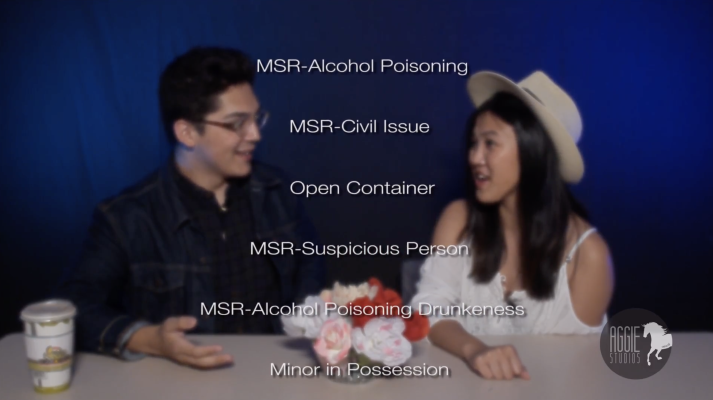 MSR-Alcohol Poisoning
MSR-Civil Issue
Open Container
MSR-Suspicious Person
MSR-Alcohol Poisoning Drunkeness
Minor in Possession
AGGIE
STUDIOS